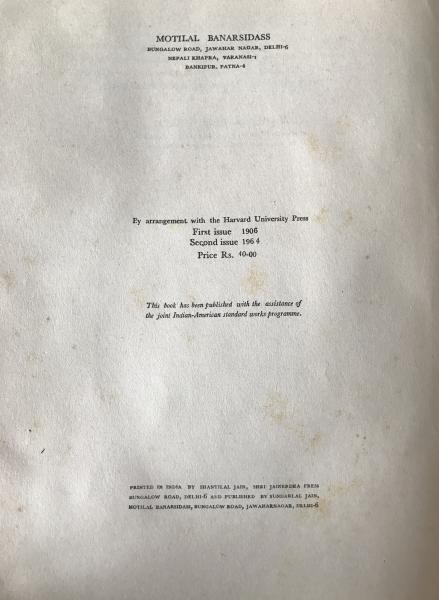 MOTILAL BANARSIDASS
BUNGALOW ROAD, JAWAHAR NAGAR, DELHI-6
NEPALI KHAPRA, VARANASI-1
BANKIPUR, PATNA-4
By arrangement with the Harvard University Press
First issue 1906
Second issue 1964
Price Rs. 40-00
This book has been published with the assistance of
the joint Indian-American standard works programme.
PRINTED IN INDIA BY SHANTILAL JAIN, SHRI JAINENDRA PRESS
BUNGALOW ROAD, DELHI-6 AND PUBLISHED BY SUNDARLAL JAIN,
MOTILAL BANARSIDASS, BUNGALOW ROAD, JAWAHARNAGAR, DELHI-6